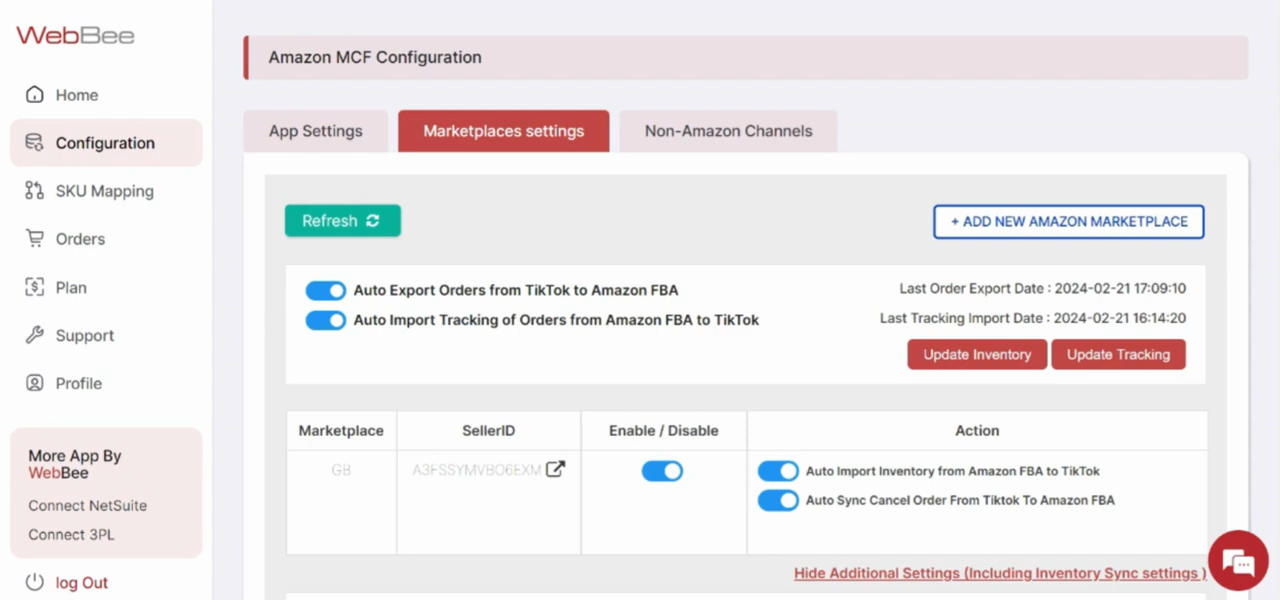 WebBee
Home
Configuration
SKU Mapping
Orders
Plan
Support
Profile
More App By
WebBee
Connect NetSuite
Connect 3PL
log Out
Amazon MCF Configuration
App Settings
Marketplaces settings
Non-Amazon Channels
Refresh
+ ADD NEW AMAZON MARKETPLACE
Auto Export Orders from TikTok to Amazon FBA
Last Order Export Date : 2024-02-21 17:09:10
Auto Import Tracking of Orders from Amazon FBA to TikTok
Last Tracking Import Date : 2024-02-21 16:14:20
Update Inventory
Update Tracking
Marketplace
SellerID
Enable / Disable
Action
GB
A3FSSYMVBO6EXM
Auto Import Inventory from Amazon FBA to TikTok
Auto Sync Cancel Order From Tiktok To Amazon FBA
Hide Additional Settings (Including Inventory Sync settings )